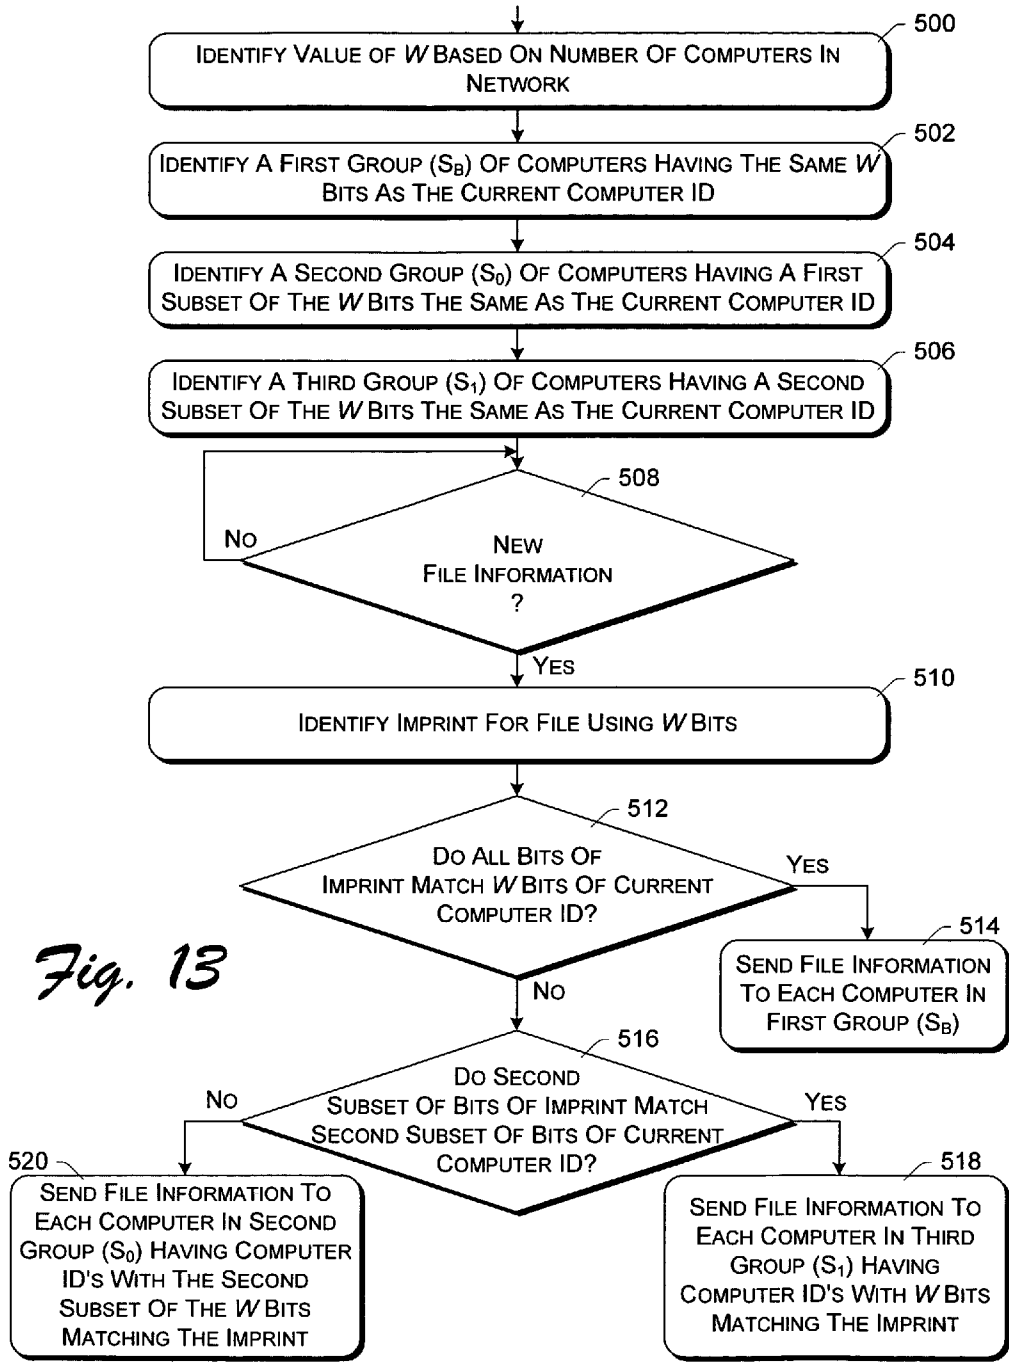 500
IDENTIFY VALUE OF W BASED ON NUMBER OF COMPUTERS IN
NETWORK
502
IDENTIFY A FIRST GROUP (SB) OF COMPUTERS HAVING THE SAME W
BITS AS THE CURRENT COMPUTER ID
504
IDENTIFY A SECOND GROUP (S0) OF COMPUTERS HAVING A FIRST
SUBSET OF THE W BITS THE SAME AS THE CURRENT COMPUTER ID
506
IDENTIFY A THIRD GROUP (S1) OF COMPUTERS HAVING A SECOND
SUBSET OF THE W BITS THE SAME AS THE CURRENT COMPUTER ID
508
NO
NEW
FILE INFORMATION
?
YES
510
IDENTIFY IMPRINT FOR FILE USING W BITS
512
DO ALL BITS OF
IMPRINT MATCH W BITS OF CURRENT
COMPUTER ID?
YES
NO
Fig. 13
514
SEND FILE INFORMATION
TO EACH COMPUTER IN
FIRST GROUP (SB)
516
DO SECOND
SUBSET OF BITS OF IMPRINT MATCH
SECOND SUBSET OF BITS OF CURRENT
COMPUTER ID?
NO
YES
520
SEND FILE INFORMATION TO
EACH COMPUTER IN SECOND
GROUP (S0) HAVING COMPUTER
ID'S WITH THE SECOND
SUBSET OF THE W BITS
MATCHING THE IMPRINT
518
SEND FILE INFORMATION TO
EACH COMPUTER IN THIRD
GROUP (S1) HAVING
COMPUTER ID'S WITH W BITS
MATCHING THE IMPRINT